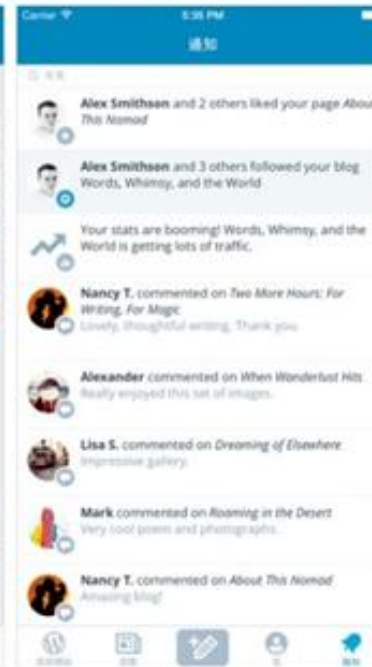 Carrier
5:35 PM
通知
Alex Smithson and 2 others liked your page About
This Nomad
Alex Smithson and 3 others followed your blog
Words, Whimsy, and the World
Your stats are booming! Words, Whimsy, and the
World is getting lots of traffic.
Nancy T. commented on Two More Hours: For
Writing, For Magic
Lovely, thoughtful writing. Thank you.
Alexander commented on When Wanderlust Hits
Really enjoyed this set of images.
Lisa S. commented on Dreaming of Elsewhere
Impressive gallery.
Mark commented on Roaming in the Desert
Very cool poem and photographs.
Nancy T. commented on About This Nomad
Amazing blog!
通知